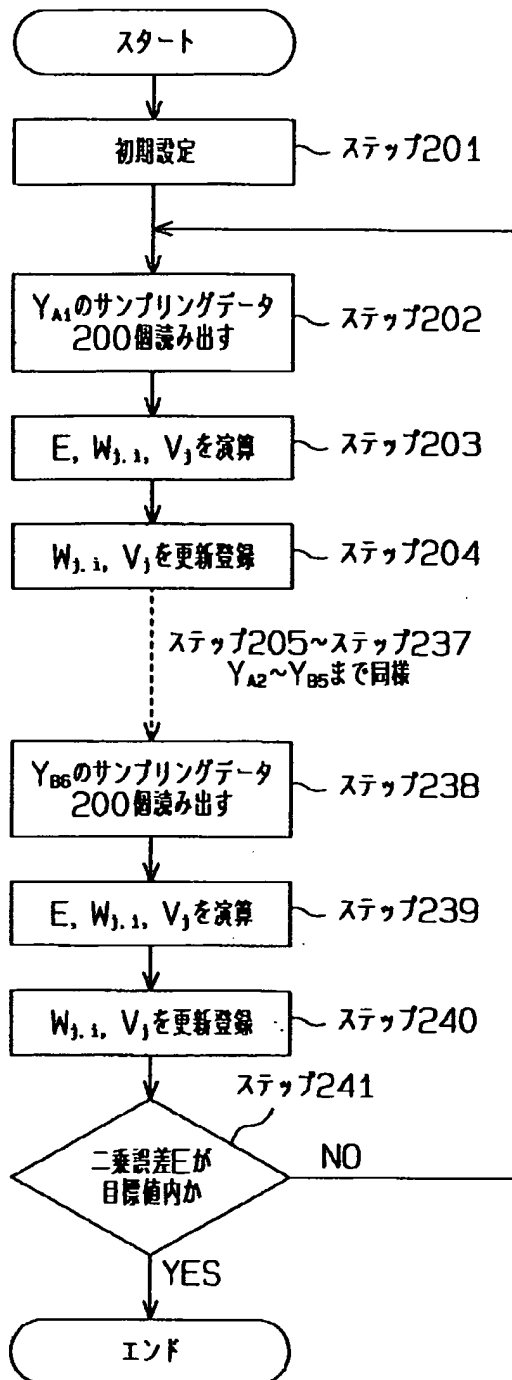 スタート
初期設定
ステップ201
YA1のサンプリングデータ
200個読み出す
ステップ202
E, Wj,i, Vjを演算
ステップ203
Wj,i, Vjを更新登録
ステップ204
ステップ205~ステップ237
YA2~YB5まで同様
YB6のサンプリングデータ
200個読み出す
ステップ238
E, Wj,i, Vjを演算
ステップ239
Wj,i, Vjを更新登録
ステップ240
ステップ241
二乗誤差Eが
目標値内か
NO
YES
エンド